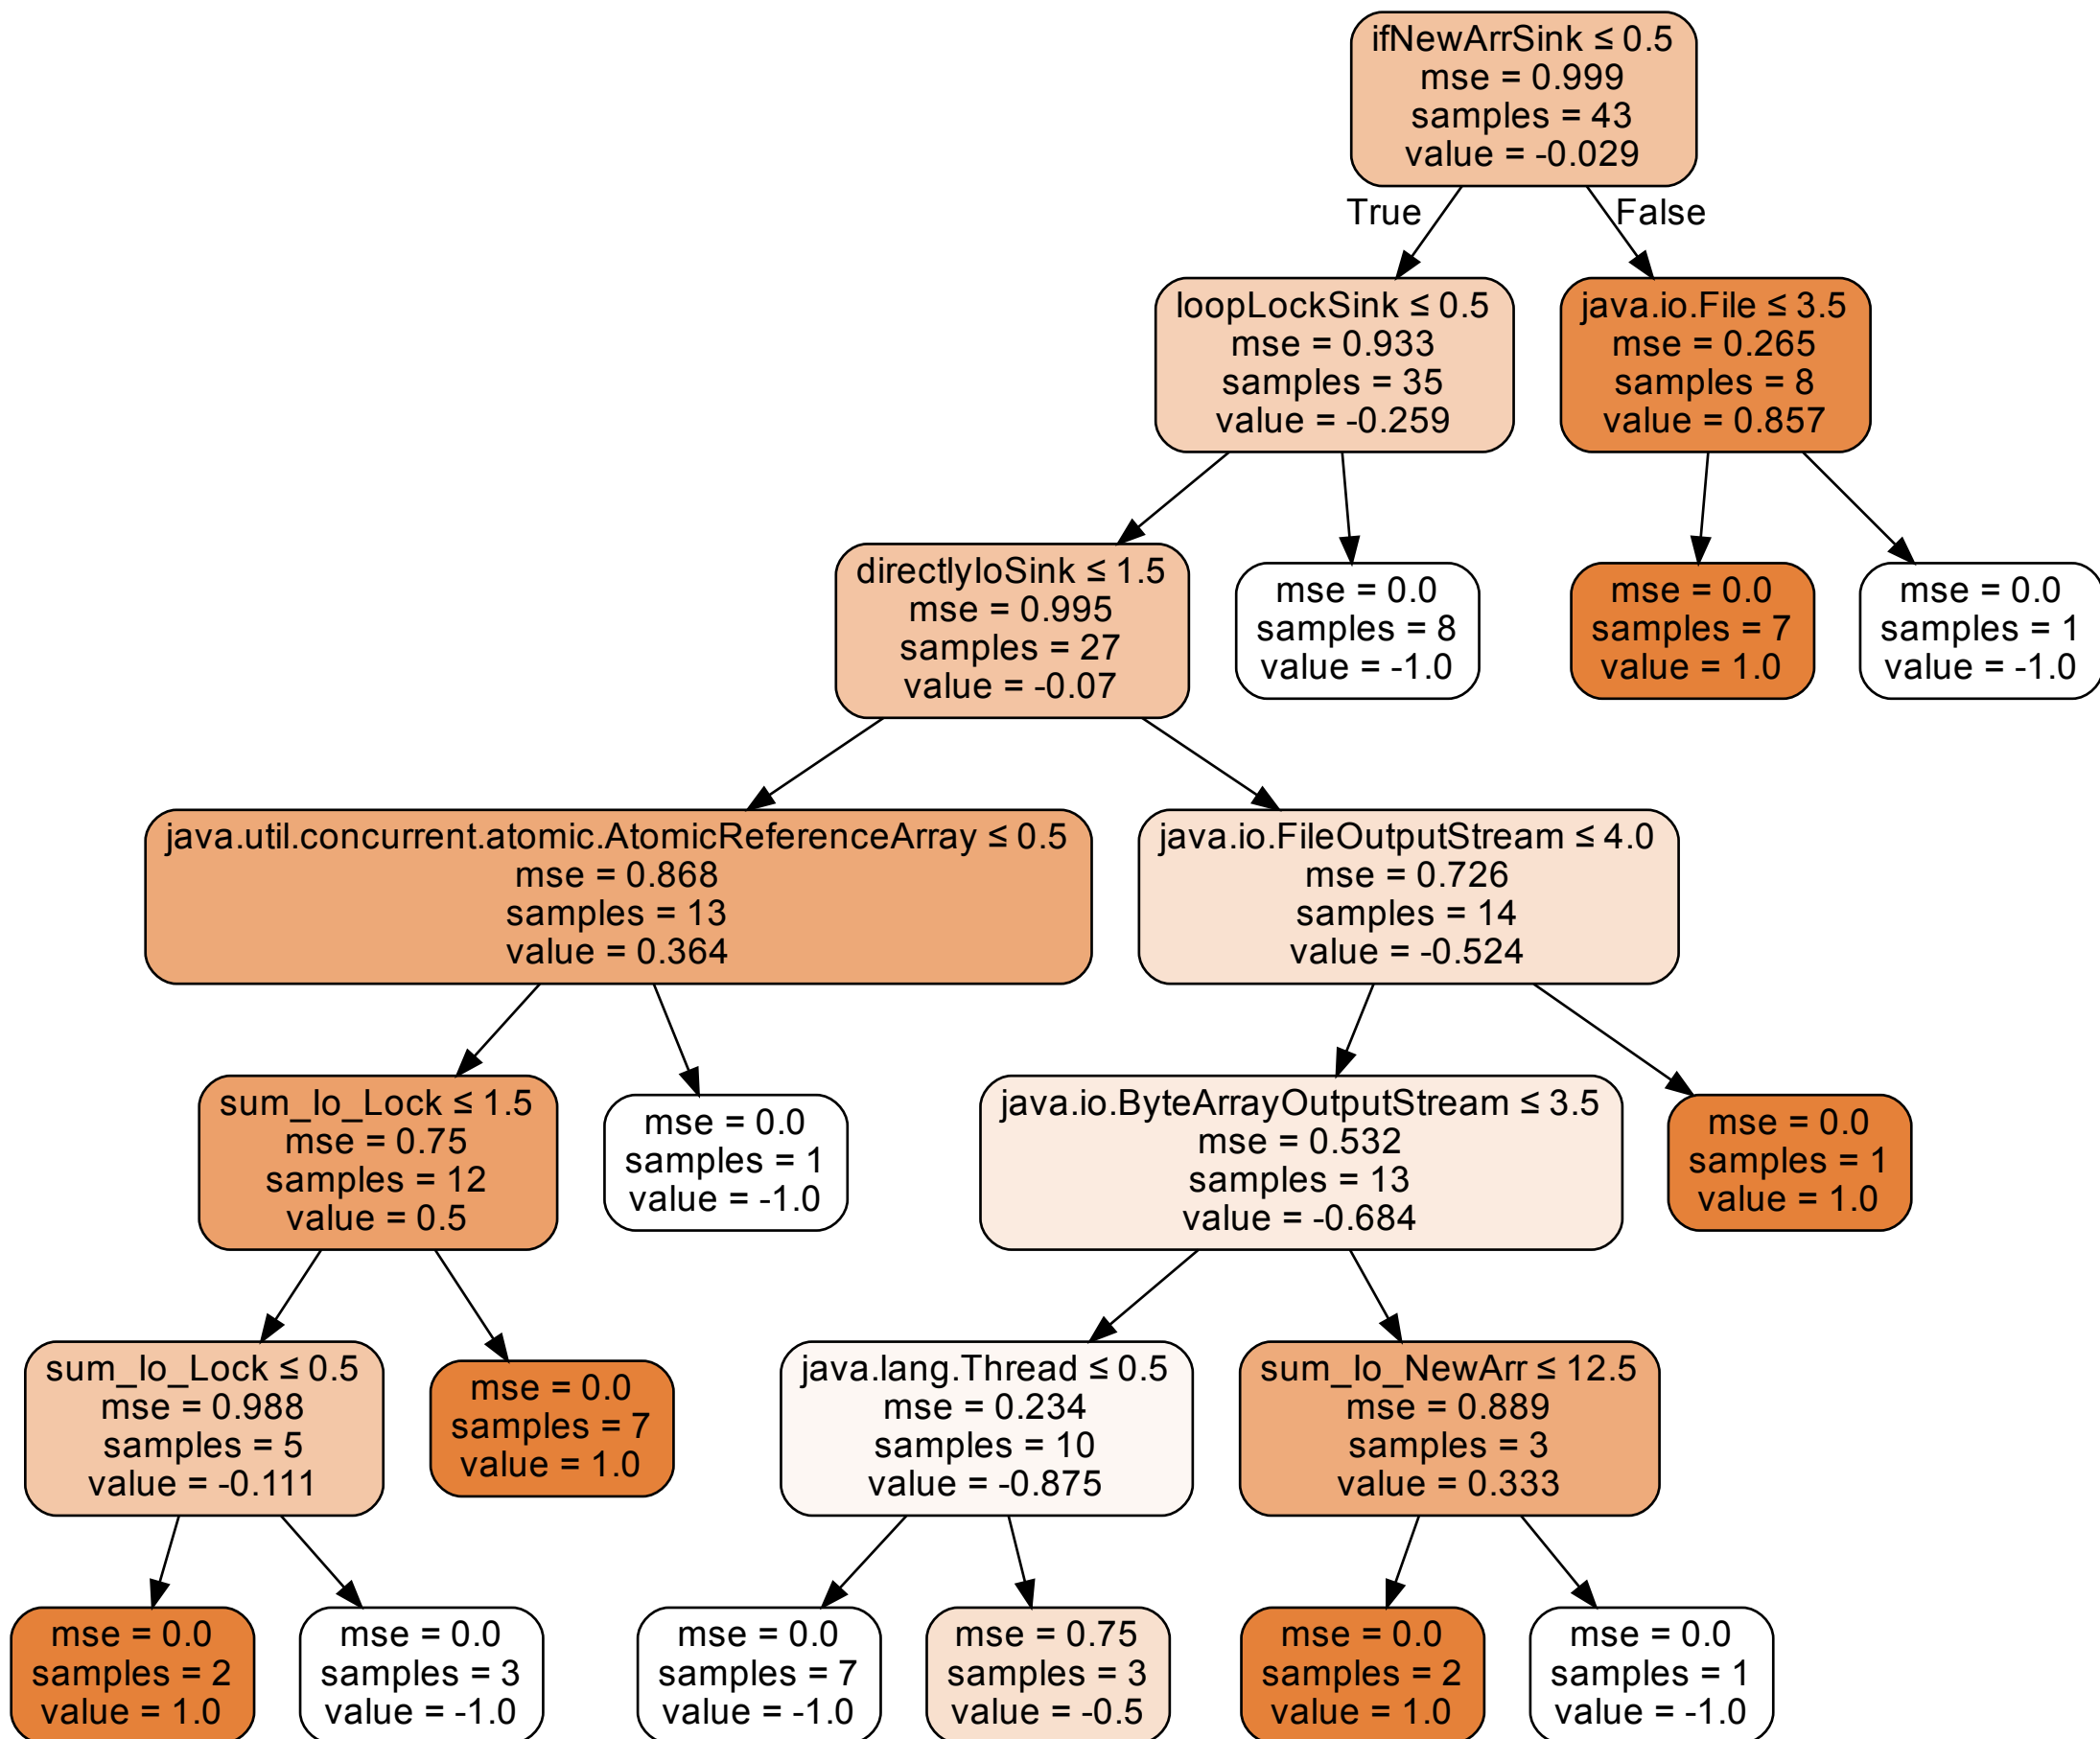 ifNewArrSink ≤ 0.5
mse = 0.999
samples = 43
value = -0.029
True
False
loopLockSink ≤ 0.5
mse = 0.933
samples = 35
value = -0.259
java.io.File ≤ 3.5
mse = 0.265
samples = 8
value = 0.857
directlyIoSink ≤ 1.5
mse = 0.995
samples = 27
value = -0.07
mse = 0.0
samples = 8
value = -1.0
mse = 0.0
samples = 7
value = 1.0
mse = 0.0
samples = 1
value = -1.0
java.util.concurrent.atomic.AtomicReferenceArray ≤ 0.5
mse = 0.868
samples = 13
value = 0.364
java.io.FileOutputStream ≤ 4.0
mse = 0.726
samples = 14
value = -0.524
sum_Io_Lock ≤ 1.5
mse = 0.75
samples = 12
value = 0.5
mse = 0.0
samples = 1
value = -1.0
java.io.ByteArrayOutputStream ≤ 3.5
mse = 0.532
samples = 13
value = -0.684
mse = 0.0
samples = 1
value = 1.0
sum_Io_Lock ≤ 0.5
mse = 0.988
samples = 5
value = -0.111
mse = 0.0
samples = 7
value = 1.0
java.lang.Thread ≤ 0.5
mse = 0.234
samples = 10
value = -0.875
sum_Io_NewArr ≤ 12.5
mse = 0.889
samples = 3
value = 0.333
mse = 0.0
samples = 2
value = 1.0
mse = 0.0
samples = 3
value = -1.0
mse = 0.0
samples = 7
value = -1.0
mse = 0.75
samples = 3
value = -0.5
mse = 0.0
samples = 2
value = 1.0
mse = 0.0
samples = 1
value = -1.0